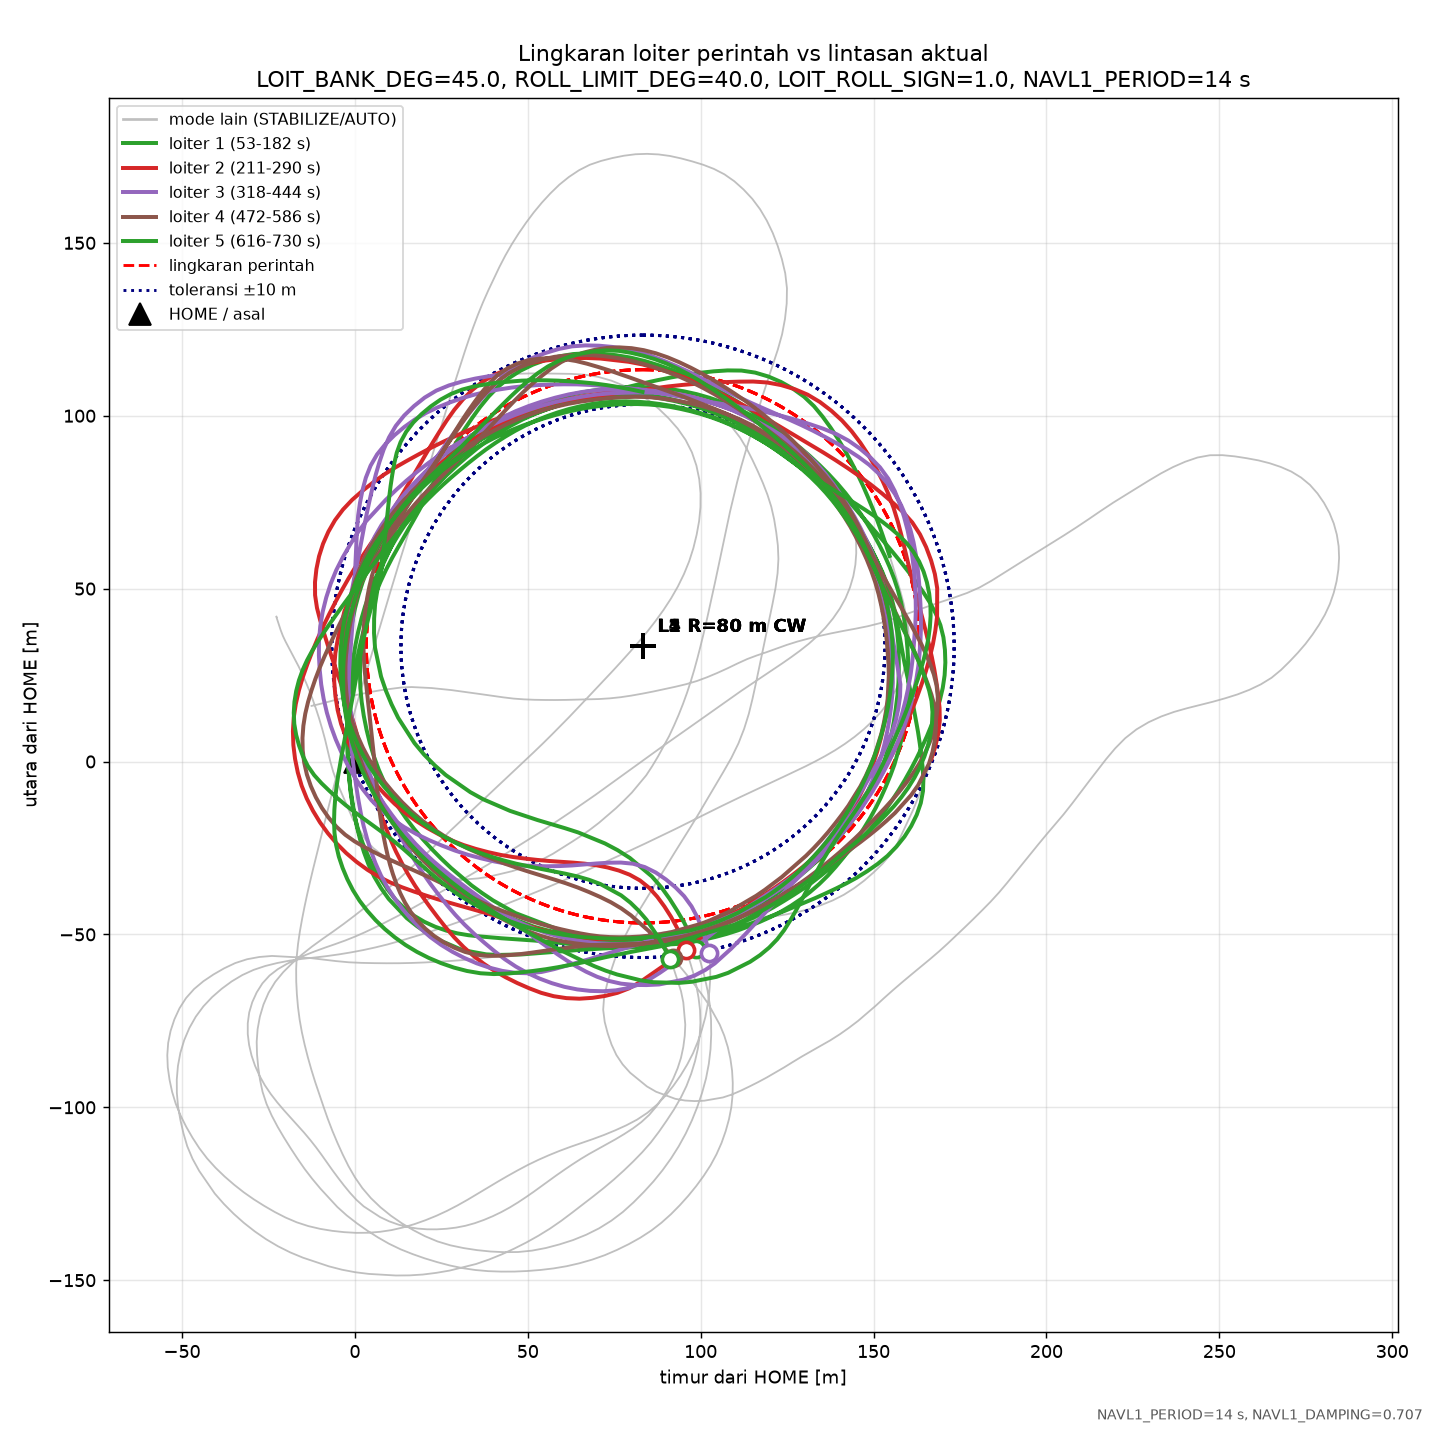 Lingkaran loiter perintah vs lintasan aktual
LOIT_BANK_DEG=45.0, ROLL_LIMIT_DEG=40.0, LOIT_ROLL_SIGN=1.0, NAVL1_PERIOD=14 s
mode lain (STABILIZE/AUTO)
loiter 1 (53-182 s)
loiter 2 (211-290 s)
loiter 3 (318-444 s)
loiter 4 (472-586 s)
loiter 5 (616-730 s)
lingkaran perintah
toleransi ±10 m
HOME / asal
150
100
50
0
−50
−100
−150
utara dari HOME [m]
R=80 m CW
−50
0
50
100
150
200
250
300
timur dari HOME [m]
NAVL1_PERIOD=14 s, NAVL1_DAMPING=0.707